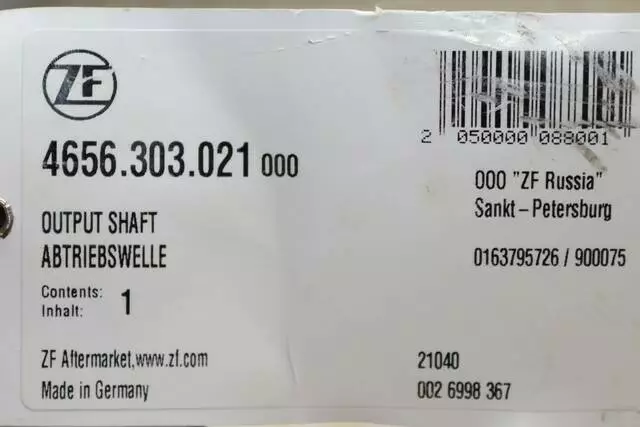 ZF
4656.303.021 000
OUTPUT SHAFT
ABTRIEBSWELLE
Contents:
Inhalt: 1
ZF Aftermarket,www.zf.com
Made in Germany
2 050000 088001
OOO "ZF Russia"
Sankt-Petersburg
0163795726 / 900075
21040
002 6998 367